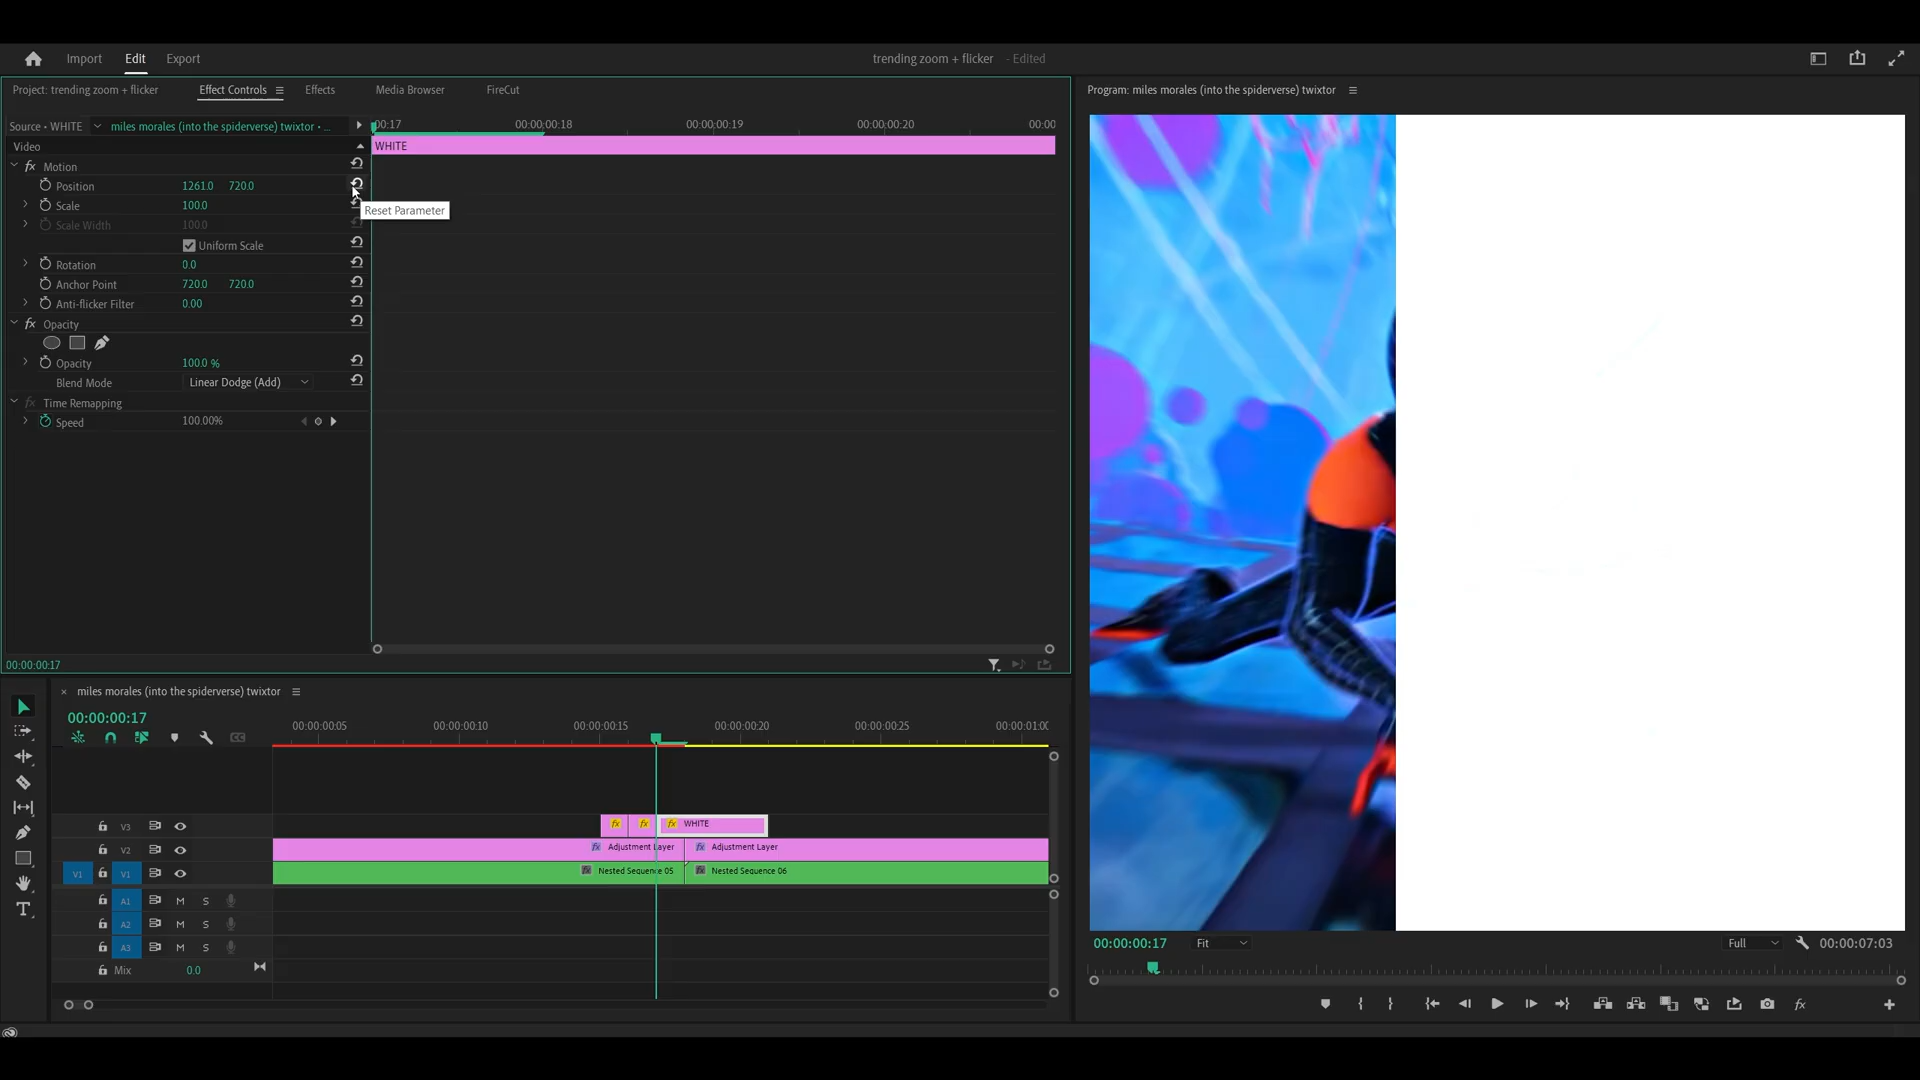 Import Edit Export
trending zoom + flicker - Edited
Project: trending zoom + flicker Effect Controls Effects Media Browser FireCut
Program: miles morales (into the spiderverse) twixtor
Source • WHITE miles morales (into the spiderverse) twixtor • ...
00:17 00:00:00:18 00:00:00:19 00:00:00:20 00:00
Video
WHITE
fx Motion
Position 1261.0 720.0
Scale 100.0
Reset Parameter
Scale Width 100.0
Uniform Scale
Rotation 0.0
Anchor Point 720.0 720.0
Anti-flicker Filter 0.00
fx Opacity
Opacity 100.0 %
Blend Mode Linear Dodge (Add)
fx Time Remapping
Speed 100.00%
00:00:00:17
miles morales (into the spiderverse) twixtor
00:00:00:17
00:00:00:05 00:00:00:10 00:00:00:15 00:00:00:20 00:00:00:25 00:00:01:0
CC
V3 fx fx fx WHITE
V2 fx Adjustment Layer fx Adjustment Layer
V1 V1 fx Nested Sequence 05 fx Nested Sequence 06
A1 M S
A2 M S
A3 M S
Mix 0.0
00:00:00:17 Fit Full 00:00:07:03
fx